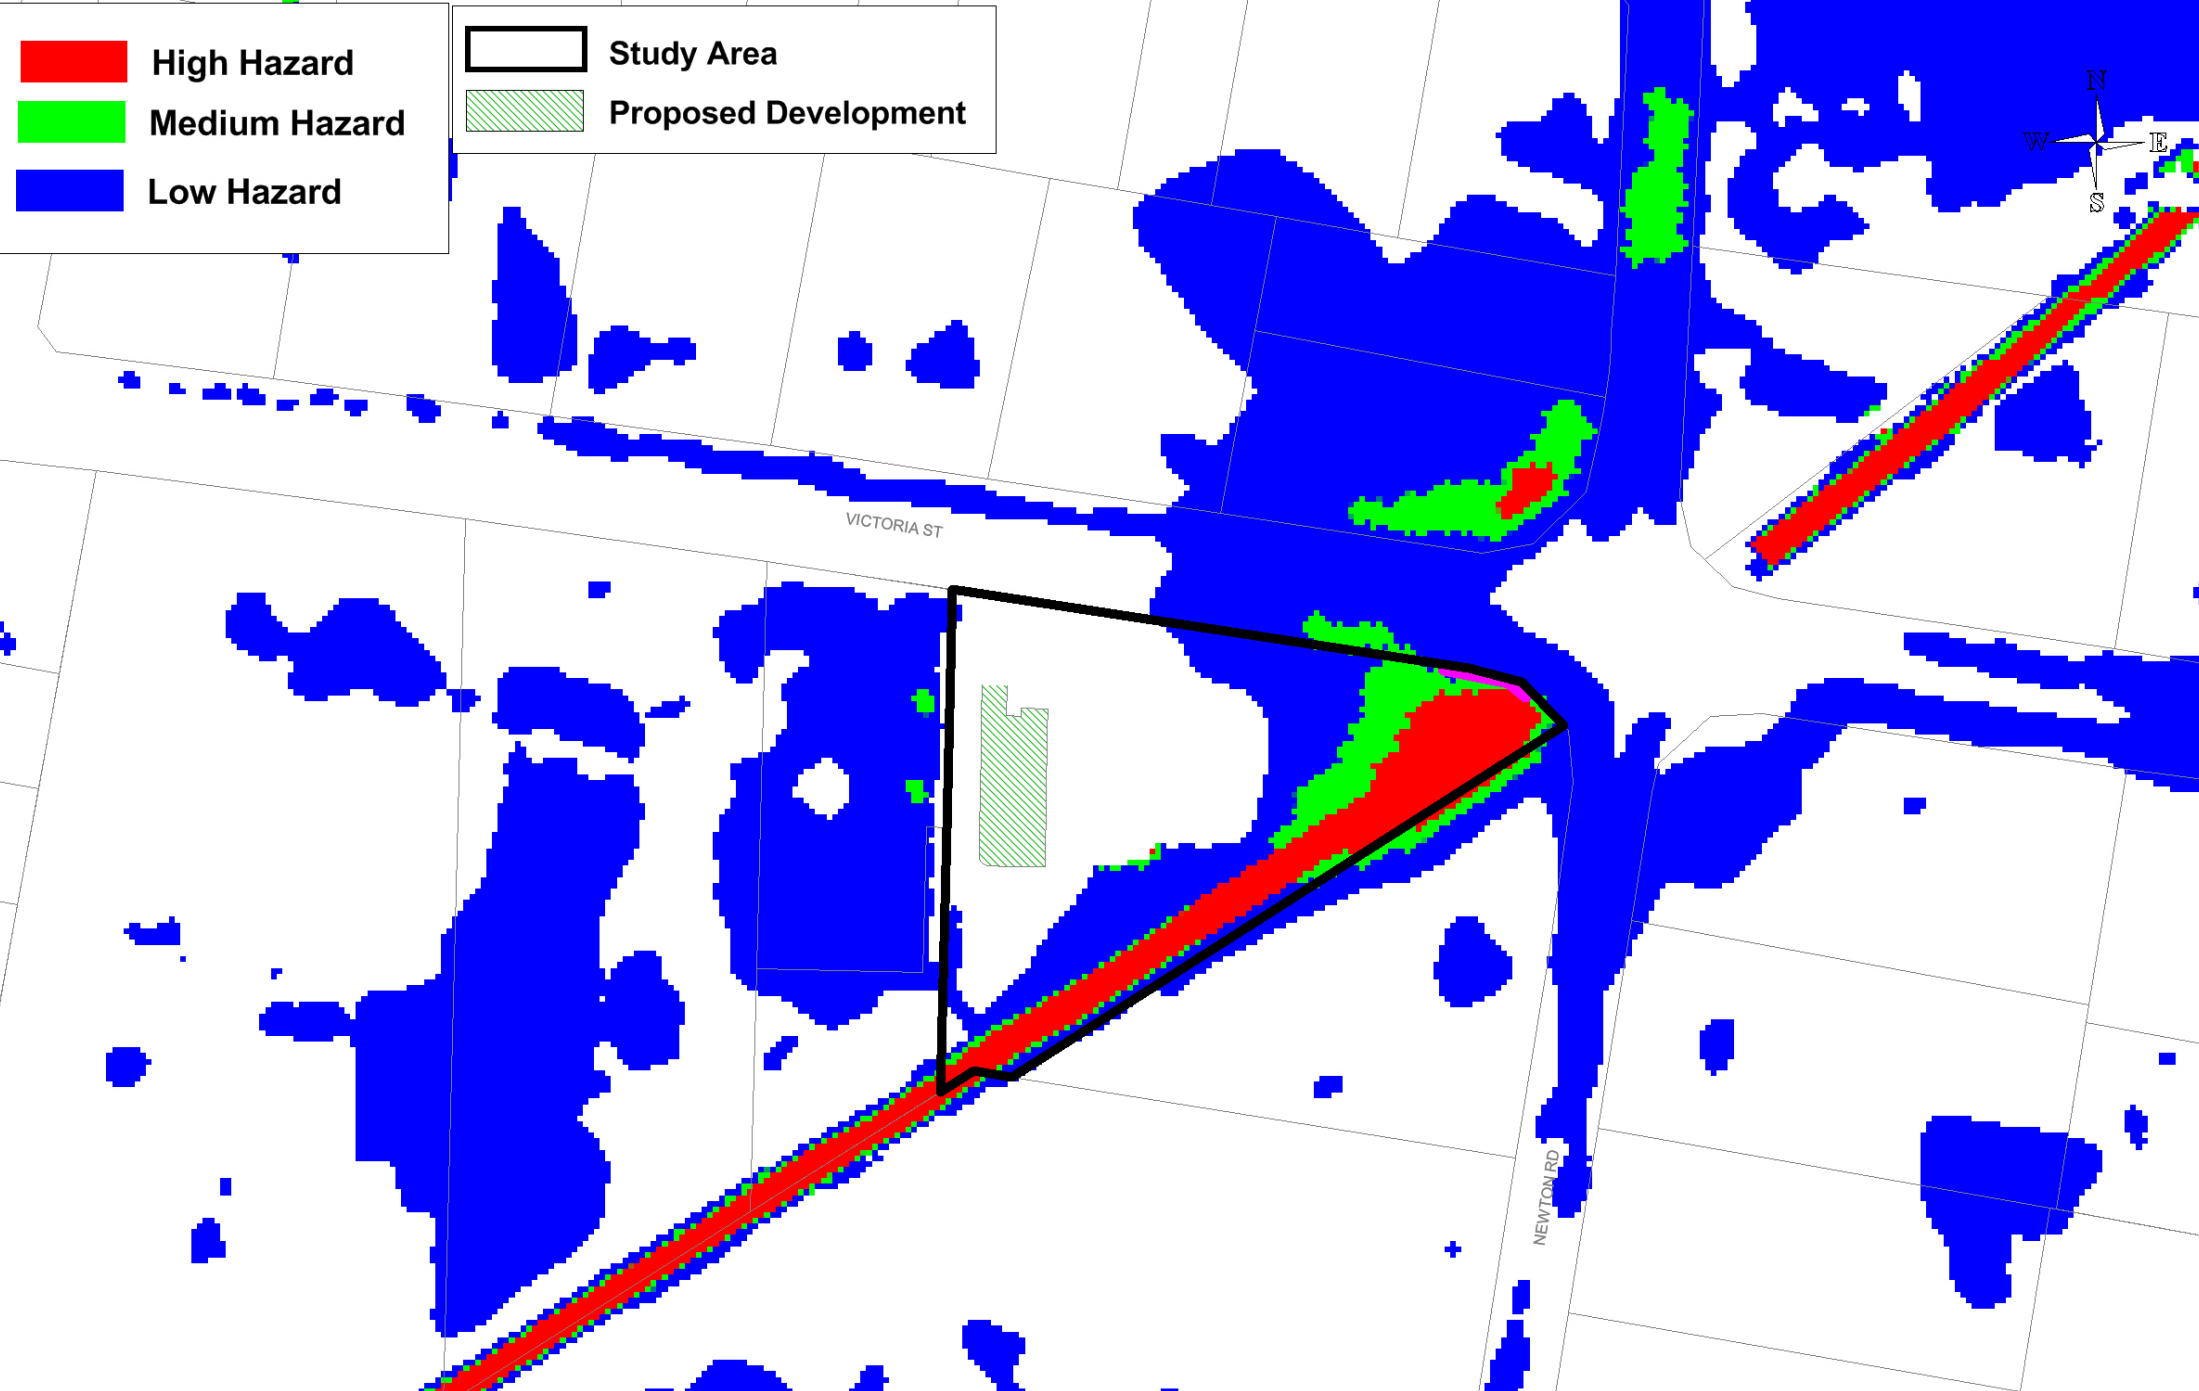 High Hazard
Medium Hazard
Low Hazard
Study Area
Proposed Development
N
W
E
S
VICTORIA ST
NEWTON RD